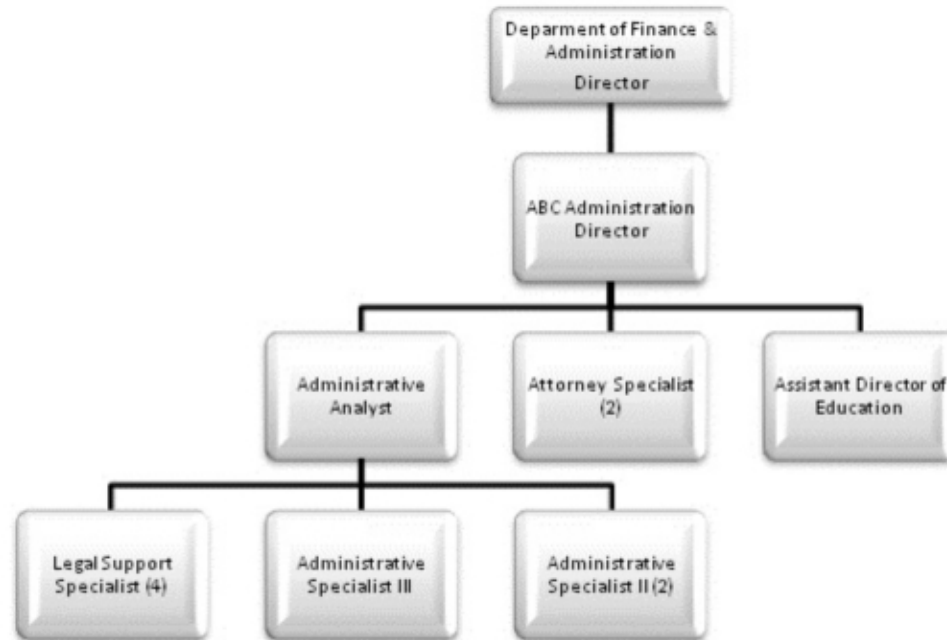 Deparment of Finance &
Administration
Director
ABC Administration
Director
Administrative
Analyst
Attorney Specialist
(2)
Assistant Director of
Education
Legal Support
Specialist (4)
Administrative
Specialist III
Administrative
Specialist II (2)